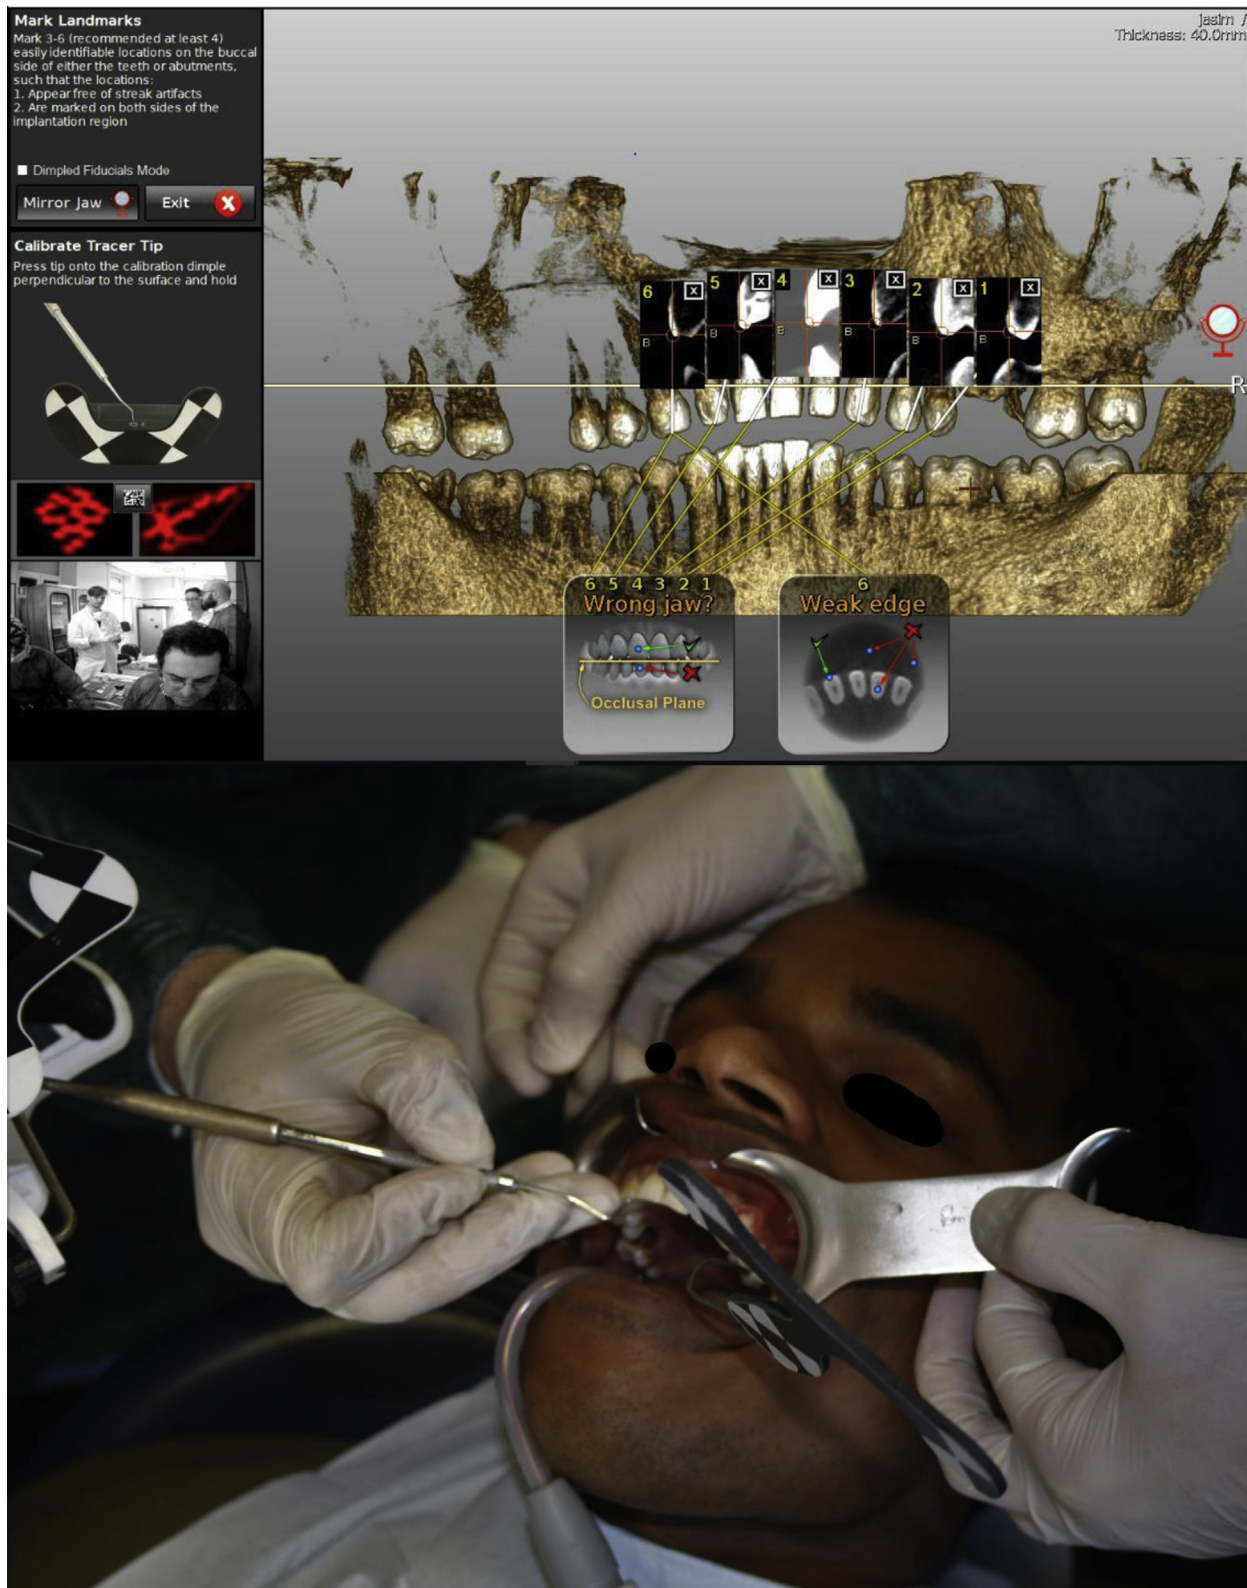 Mark Landmarks
Mark 3-6 (recommended at least 4)
easily identifiable locations on the buccal
side of either the teeth or abutments,
such that the locations:
1. Appear free of streak artifacts
2. Are marked on both sides of the
implantation region
Dimpled Fiducials Mode
Mirror Jaw
Exit
Calibrate Tracer Tip
Press tip onto the calibration dimple
perpendicular to the surface and hold
jasim /
Thickness: 40.0mm
6 X 5 X 4 X 3 X 2 X 1 X
B B B B B B
R
6 5 4 3 2 1
Wrong jaw?
Occlusal Plane
6
Weak edge